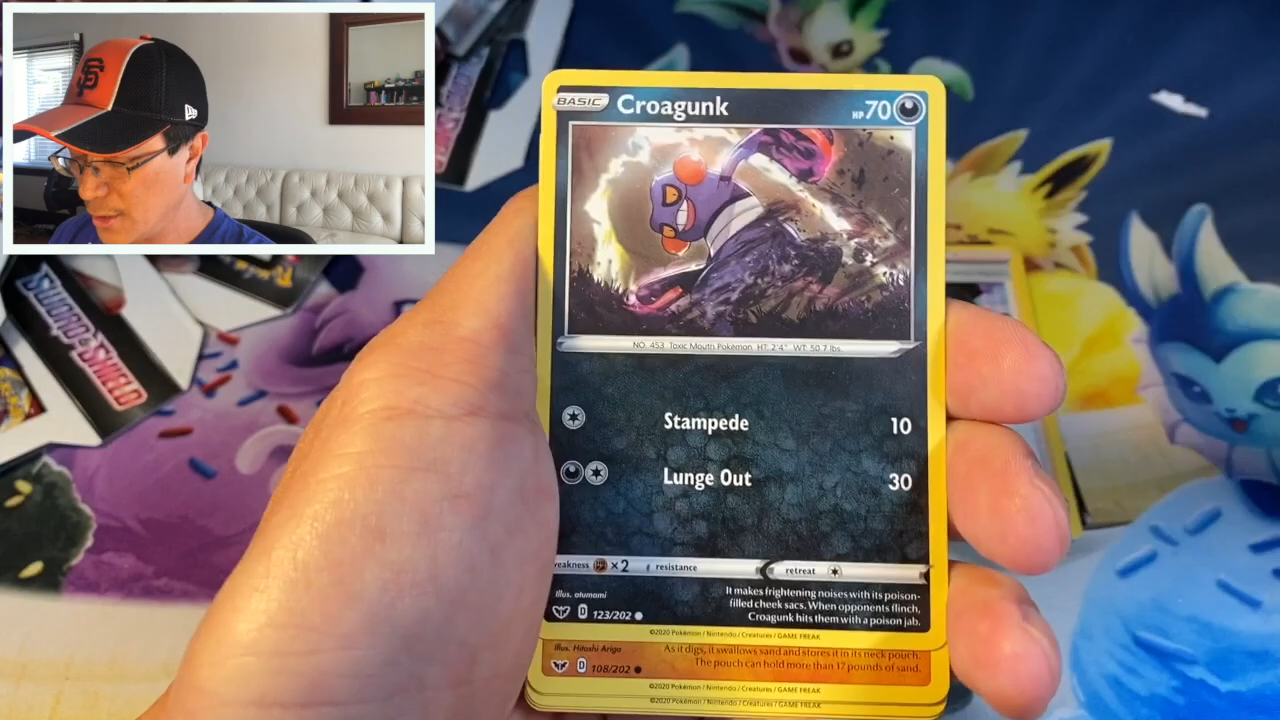 SF
SWORD & SHIELD
BASIC Croagunk HP 70
NO. 453 Toxic Mouth Pokémon HT: 2'4" WT: 50.7 lbs.
Stampede 10
Lunge Out 30
weakness ×2 resistance retreat
Illus. otumami
It makes frightening noises with its poison-
filled cheek sacs. When opponents flinch,
Croagunk hits them with a poison jab.
D 123/202
©2020 Pokémon / Nintendo / Creatures / GAME FREAK
Illus. Hitoshi Ariga
As it digs, it swallows sand and stores it in its neck pouch.
The pouch can hold more than 17 pounds of sand.
D 108/202
©2020 Pokémon / Nintendo / Creatures / GAME FREAK
©2020 Pokémon / Nintendo / Creatures / GAME FREAK